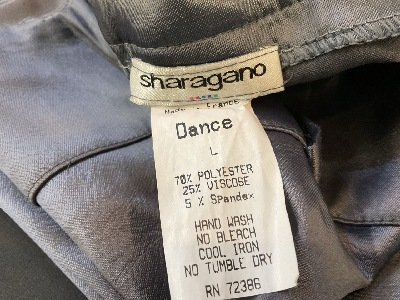 sharagano
Made in France
Dance
L
70% POLYESTER
25% VISCOSE
5 % Spandex
HAND WASH
NO BLEACH
COOL IRON
NO TUMBLE DRY
RN 72386